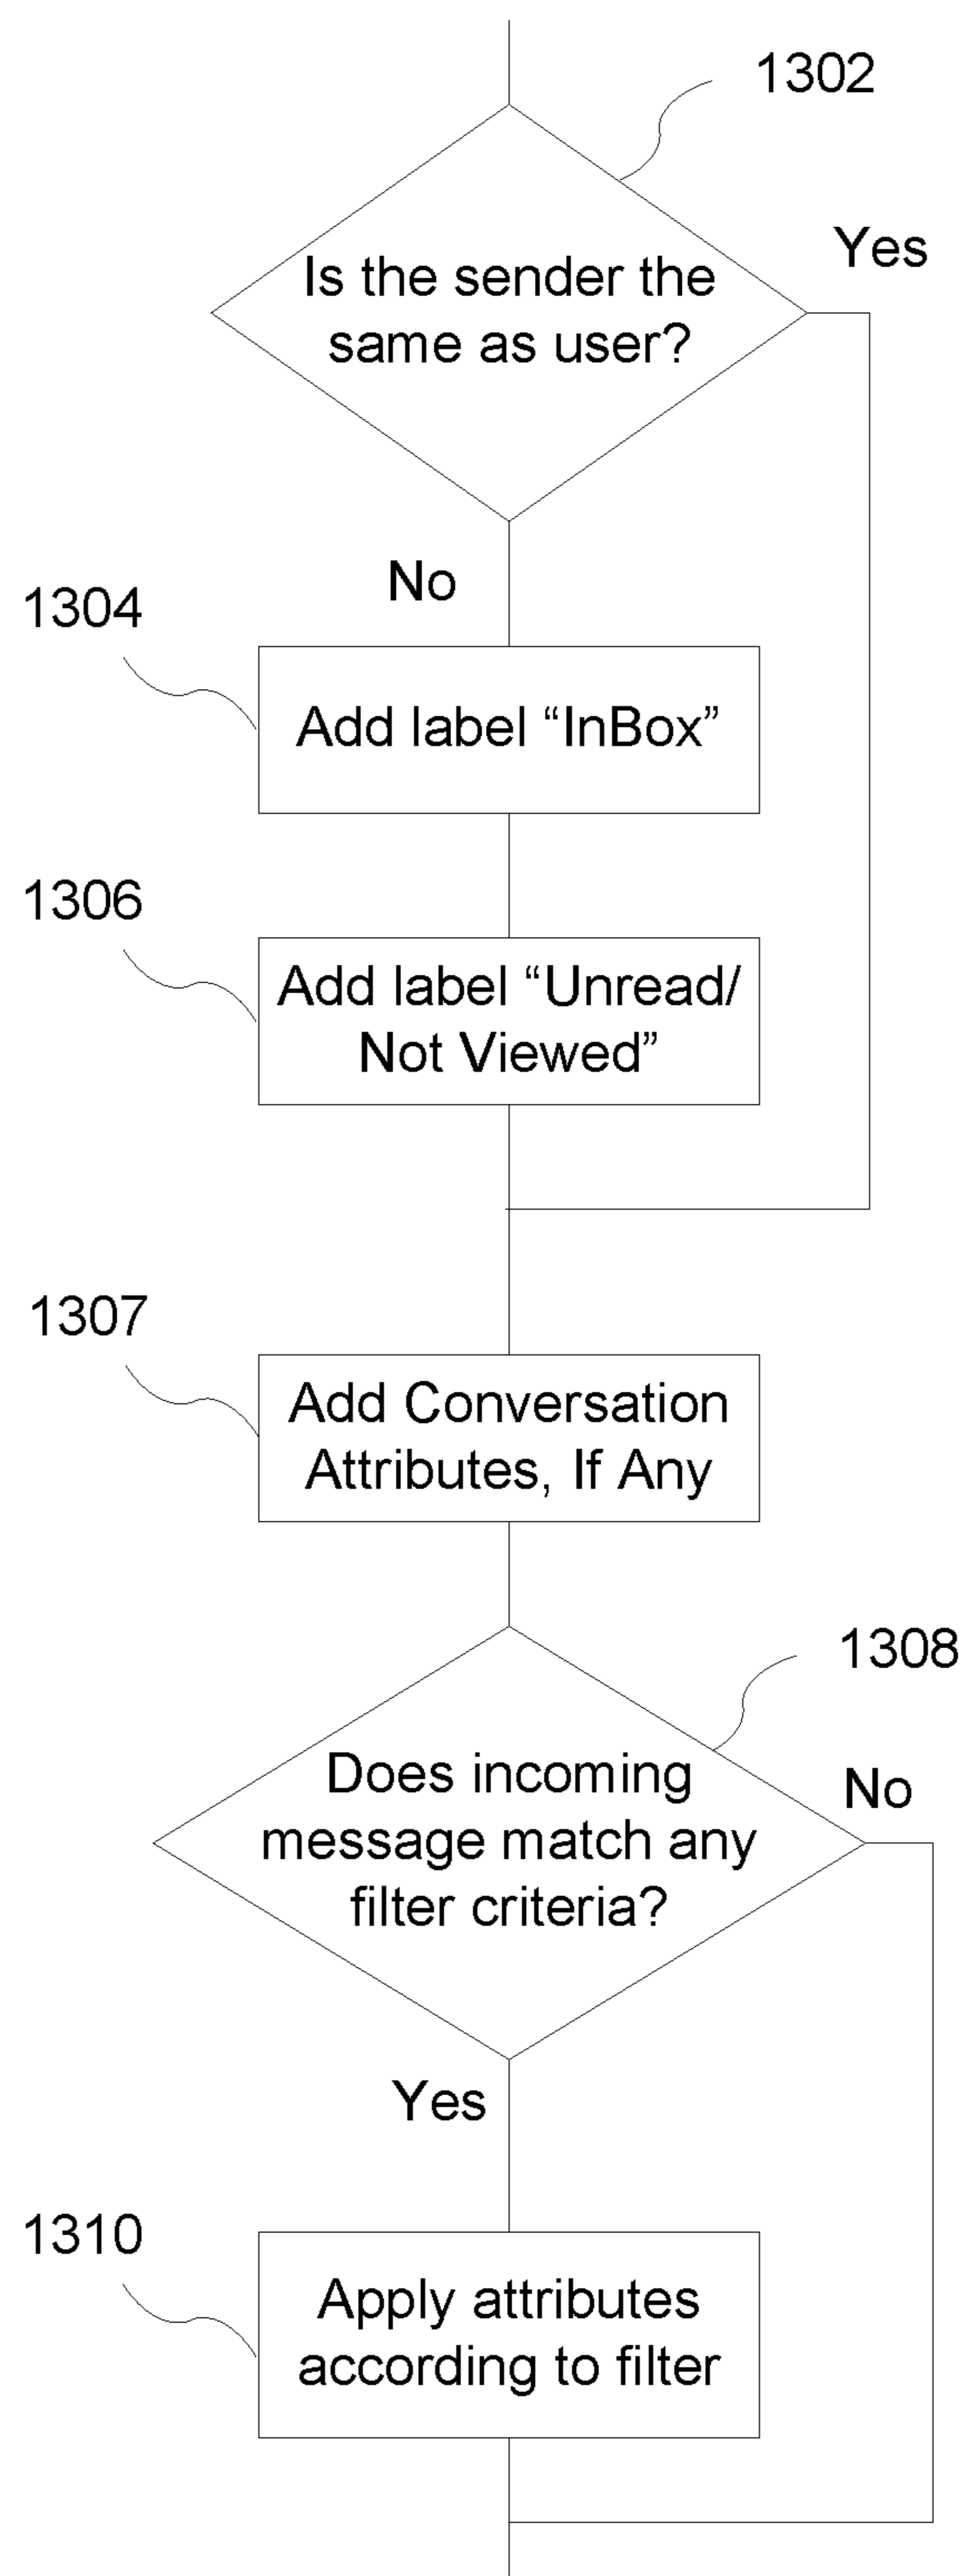 1302
Yes
Is the sender the
same as user?
No
1304
Add label “InBox”
1306
Add label “Unread/
Not Viewed”
1307
Add Conversation
Attributes, If Any
1308
No
Does incoming
message match any
filter criteria?
Yes
1310
Apply attributes
according to filter